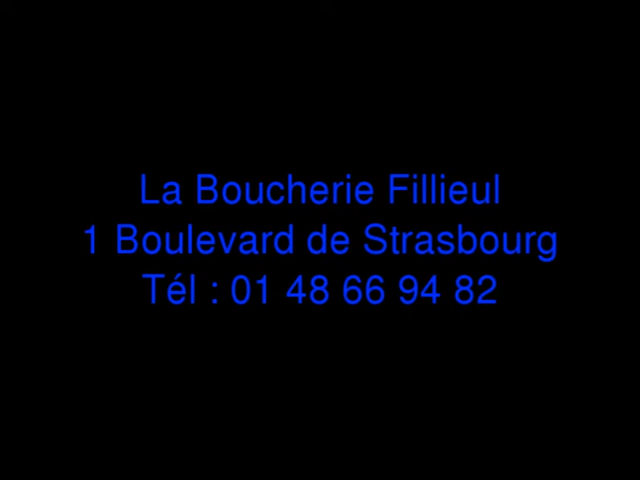 La Boucherie Fillieul
1 Boulevard de Strasbourg
Tél : 01 48 66 94 82